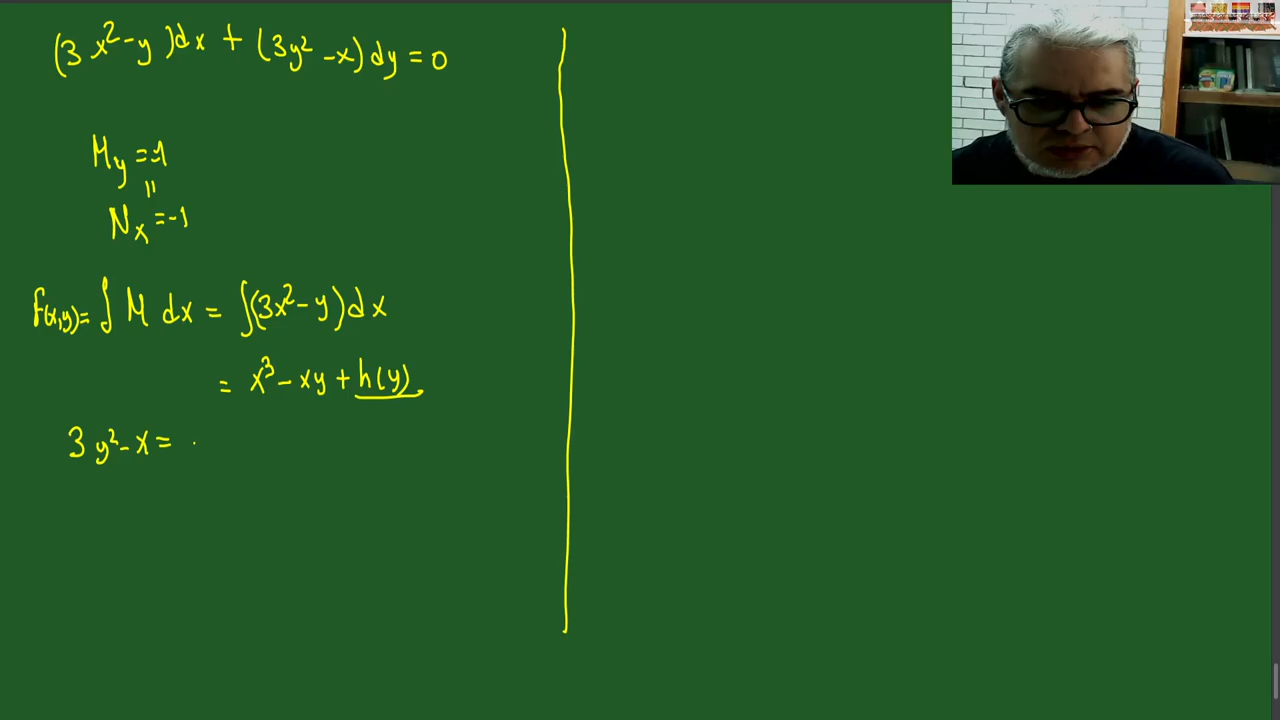 (3x²-y)dx + (3y²-x)dy = 0
My = -1
=
Nx = -1
F(x,y) = ∫ M dx = ∫(3x²-y)dx
= x³ - xy + h(y)
3y²-x =